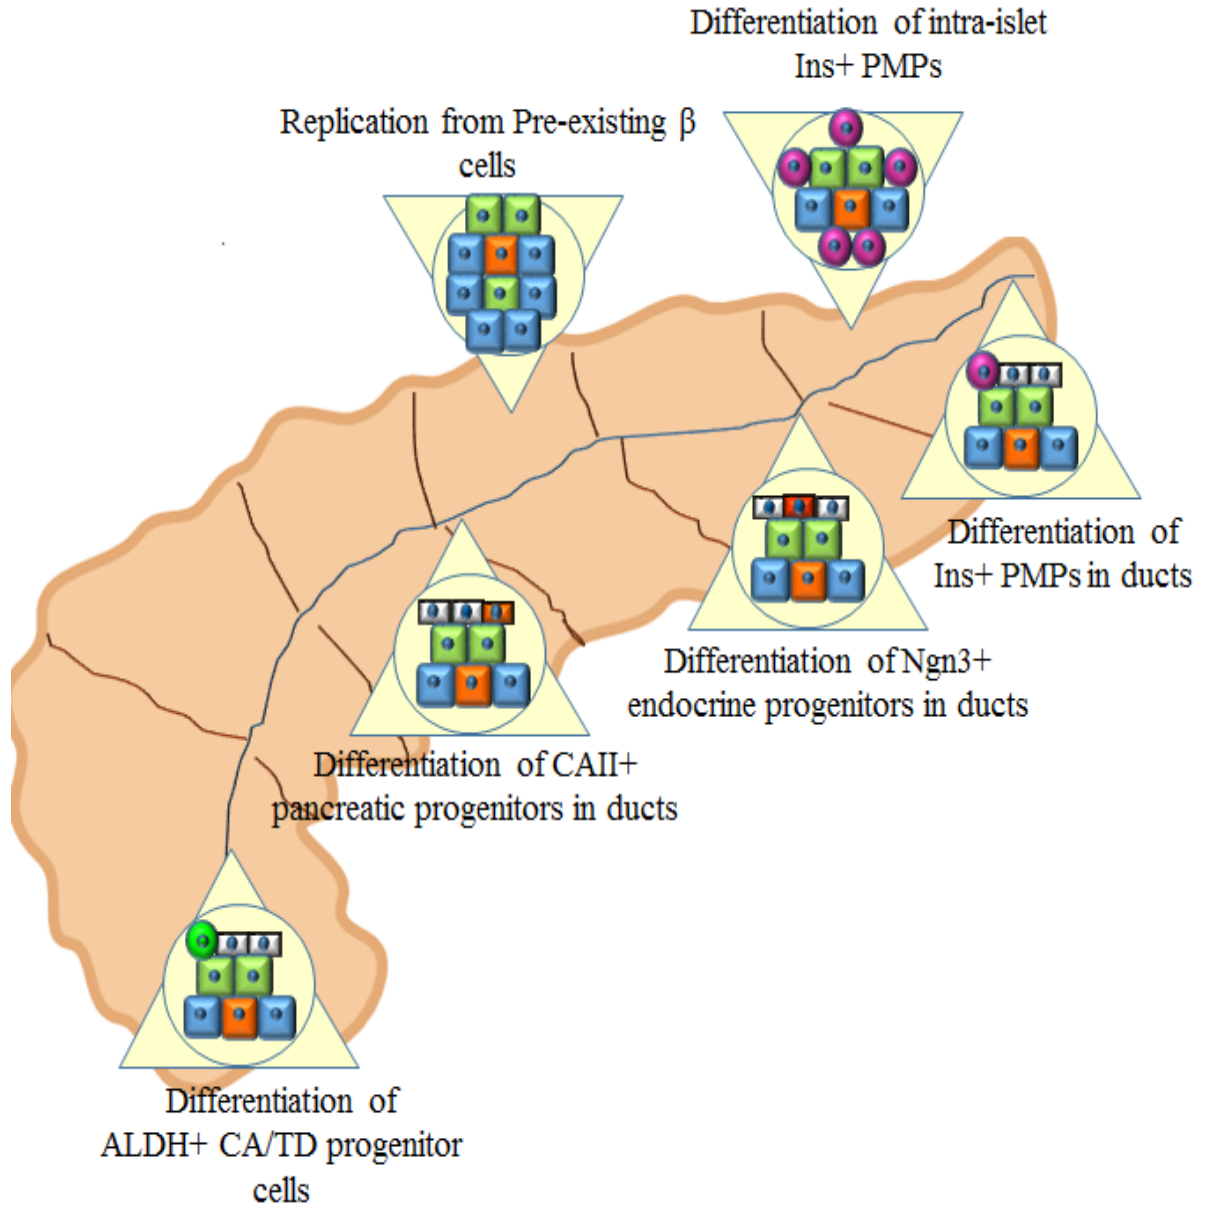 Differentiation of intra-islet
Ins+ PMPs
Replication from Pre-existing β
cells
Differentiation of
Ins+ PMPs in ducts
Differentiation of Ngn3+
endocrine progenitors in ducts
Differentiation of CAII+
pancreatic progenitors in ducts
Differentiation of
ALDH+ CA/TD progenitor
cells